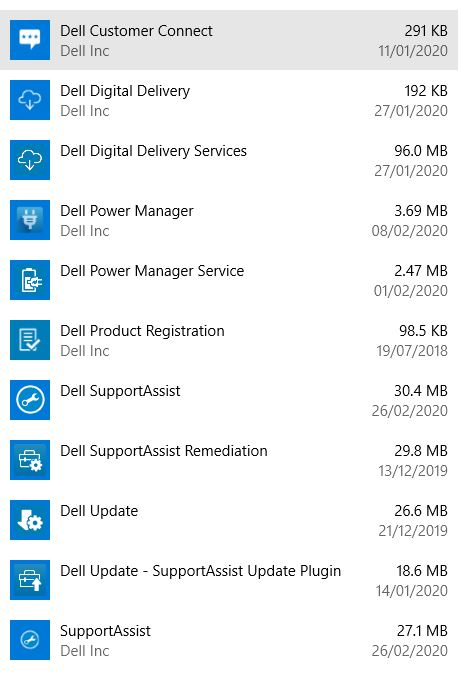 Dell Customer Connect 291 KB
Dell Inc 11/01/2020
Dell Digital Delivery 192 KB
Dell Inc 27/01/2020
Dell Digital Delivery Services 96.0 MB
27/01/2020
Dell Power Manager 3.69 MB
Dell Inc 08/02/2020
Dell Power Manager Service 2.47 MB
01/02/2020
Dell Product Registration 98.5 KB
Dell Inc 19/07/2018
Dell SupportAssist 30.4 MB
26/02/2020
Dell SupportAssist Remediation 29.8 MB
13/12/2019
Dell Update 26.6 MB
21/12/2019
Dell Update - SupportAssist Update Plugin 18.6 MB
14/01/2020
SupportAssist 27.1 MB
Dell Inc 26/02/2020